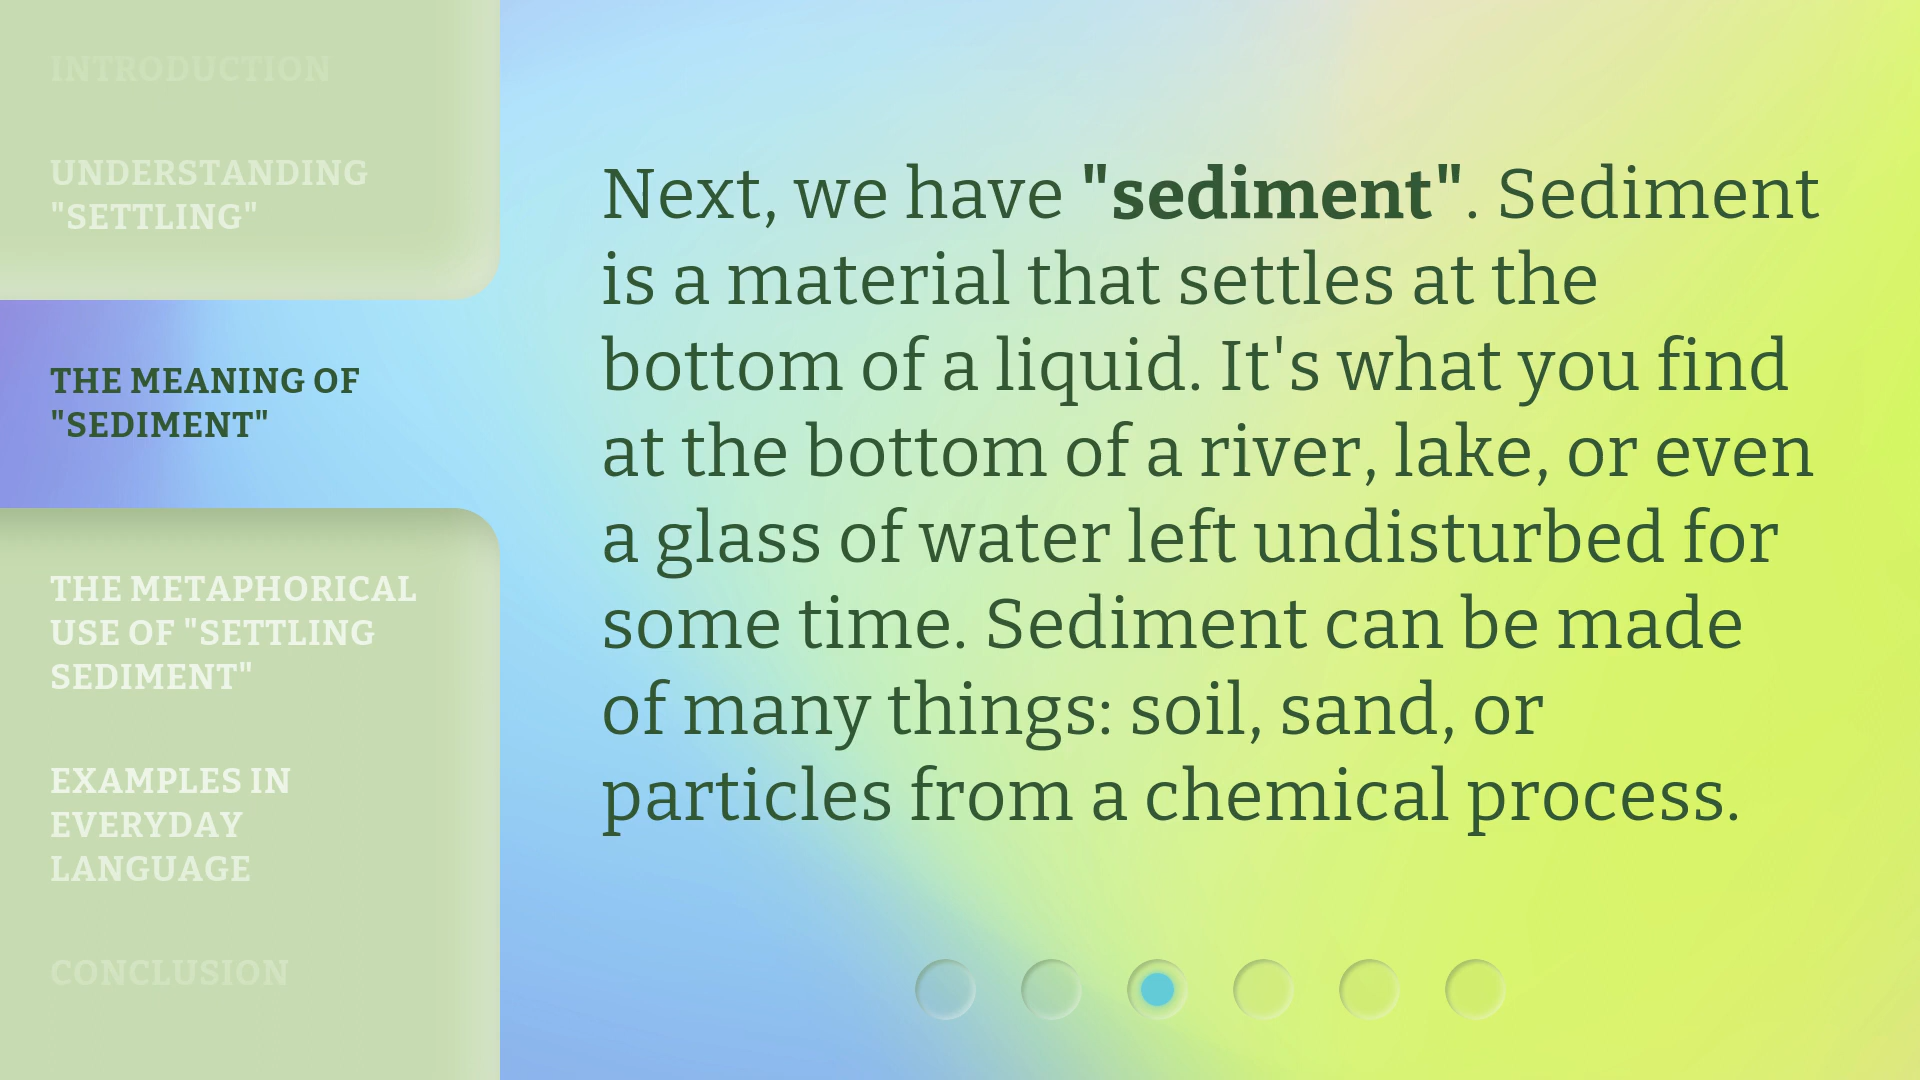 INTRODUCTION
UNDERSTANDING
"SETTLING"
THE MEANING OF
"SEDIMENT"
THE METAPHORICAL
USE OF "SETTLING
SEDIMENT"
EXAMPLES IN
EVERYDAY
LANGUAGE
CONCLUSION
Next, we have "sediment". Sediment
is a material that settles at the
bottom of a liquid. It's what you find
at the bottom of a river, lake, or even
a glass of water left undisturbed for
some time. Sediment can be made
of many things: soil, sand, or
particles from a chemical process.